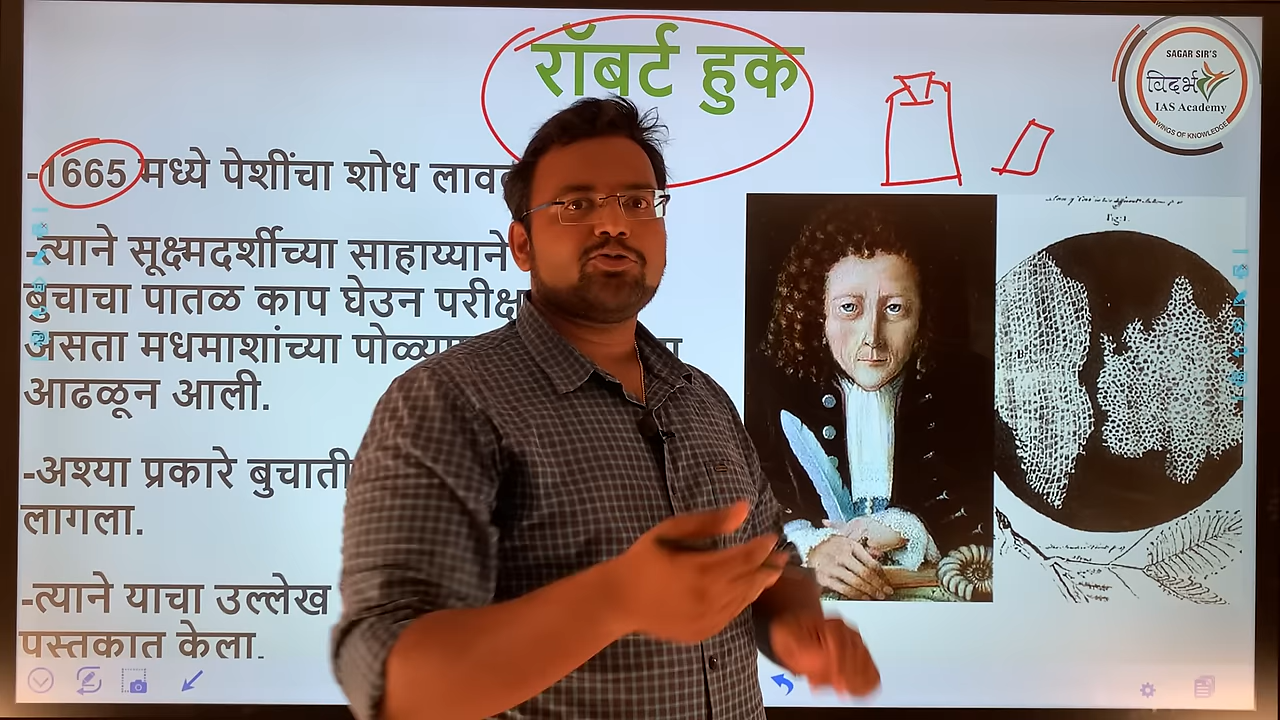 रॉबर्ट हुक
SAGAR SIR'S
विदर्भ
IAS Academy
WINGS OF KNOWLEDGE
-1665 मध्ये पेशींचा शोध
-त्याने सूक्ष्मदर्शीच्या साहाय्याने
बुचाचा पातळ काप घेउन
असता मधमाशांच्या
आढळून आली.
-अश्या प्रकारे
लागला.
-त्याने याचा उल्लेख
पुस्तकात केला.